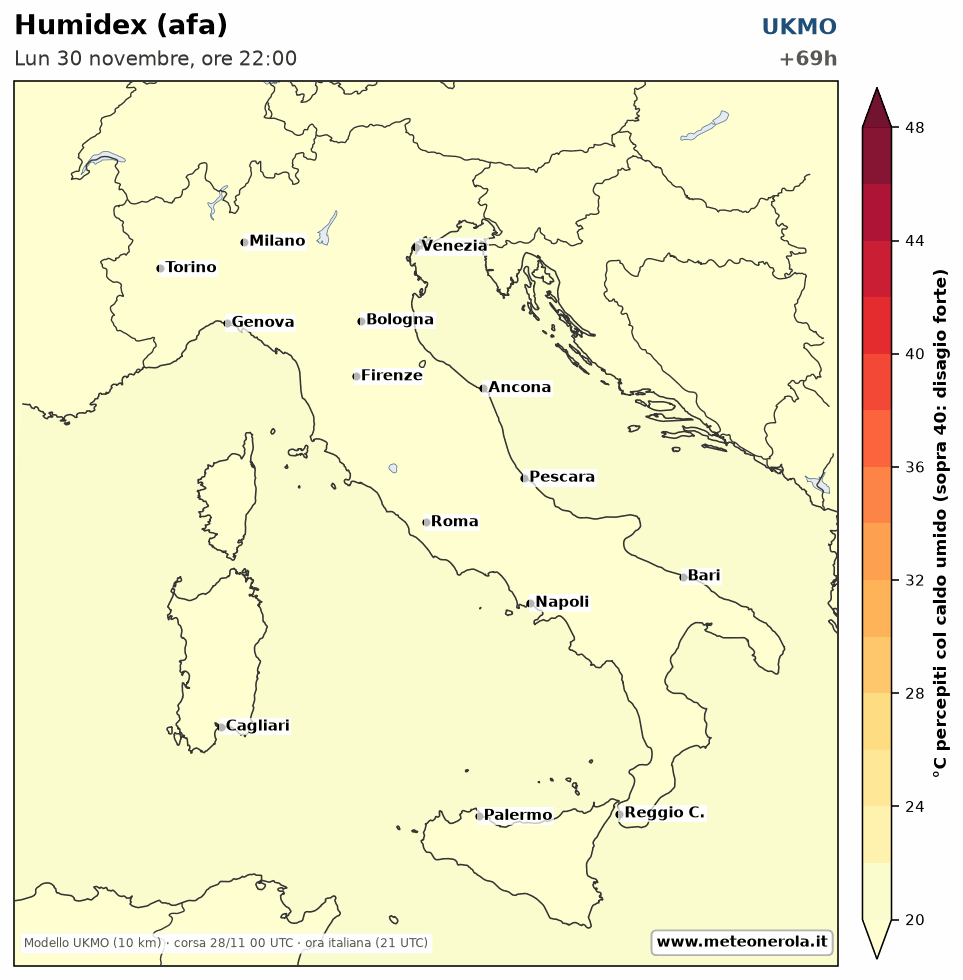 Humidex (afa)
UKMO
Lun 30 novembre, ore 22:00
+69h
Milano
Venezia
Torino
Genova
Bologna
Firenze
Ancona
Pescara
Roma
Bari
Napoli
Cagliari
Palermo
Reggio C.
48
44
40
36
32
28
24
20
°C percepiti col caldo umido (sopra 40: disagio forte)
Modello UKMO (10 km) · corsa 28/11 00 UTC · ora italiana (21 UTC)
www.meteonerola.it